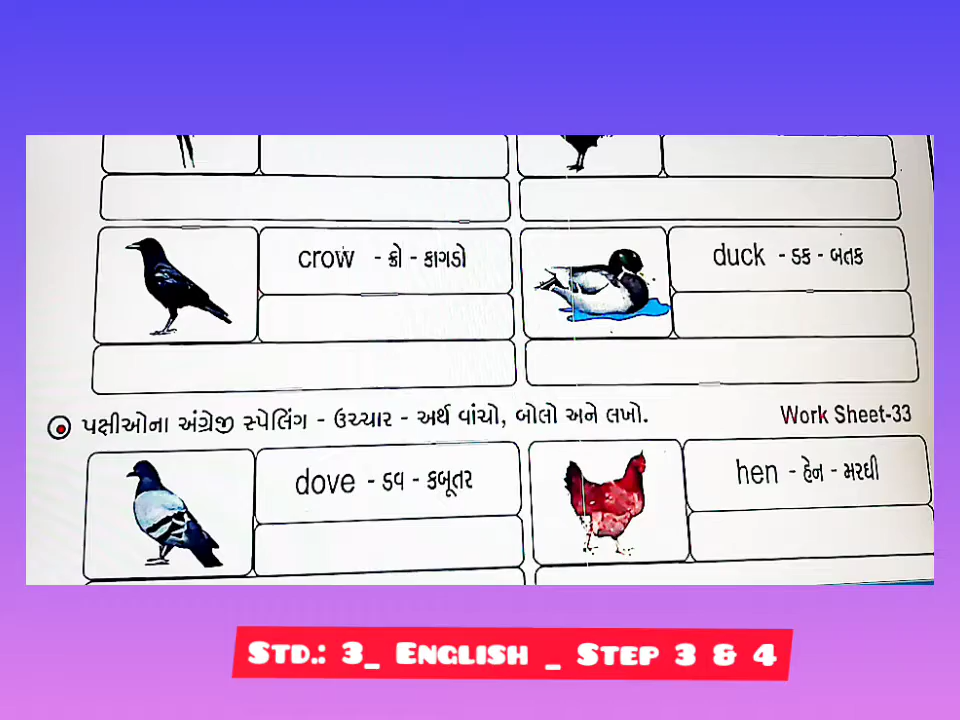 crow - ક્રો - કાગડો
duck - ડક - બતક
પક્ષીઓના અંગ્રેજી સ્પેલિંગ - ઉચ્ચાર - અર્થ વાંચો, બોલો અને લખો. Work Sheet-33
dove - ડવ - કબૂતર
hen - હેન - મરઘી
Std.: 3_ English _ Step 3 & 4